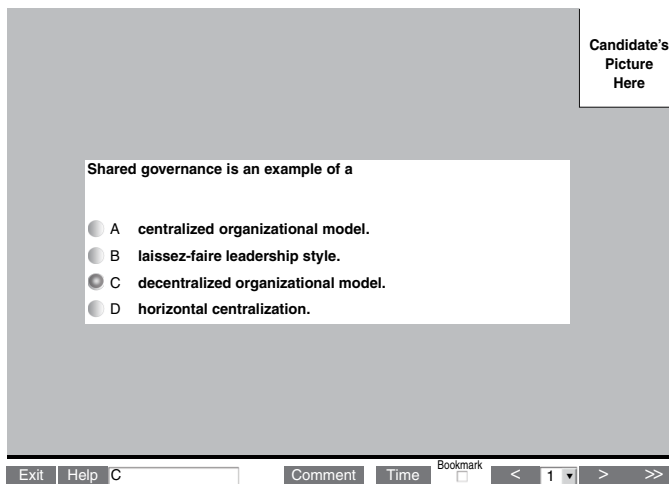 Candidate's
Picture
Here
Shared governance is an example of a
A centralized organizational model.
B laissez-faire leadership style.
C decentralized organizational model.
D horizontal centralization.
Exit Help C Comment Time Bookmark < 1 > >>